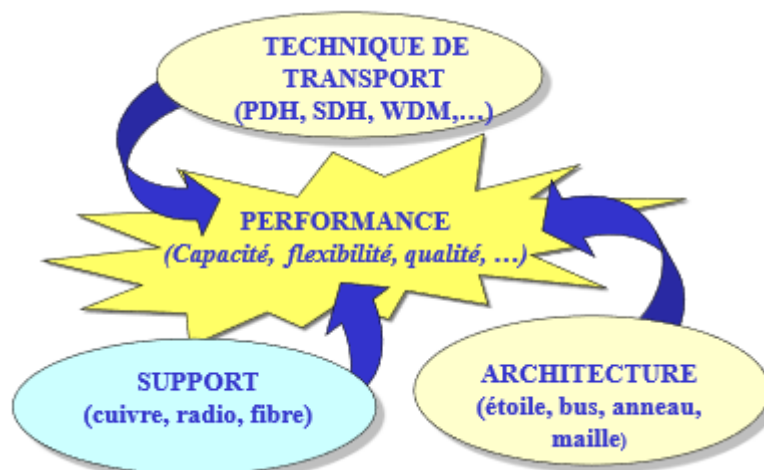 TECHNIQUE DE
TRANSPORT
(PDH, SDH, WDM,…)
PERFORMANCE
(Capacité, flexibilité, qualité, …)
SUPPORT
(cuivre, radio, fibre)
ARCHITECTURE
(étoile, bus, anneau,
maille)